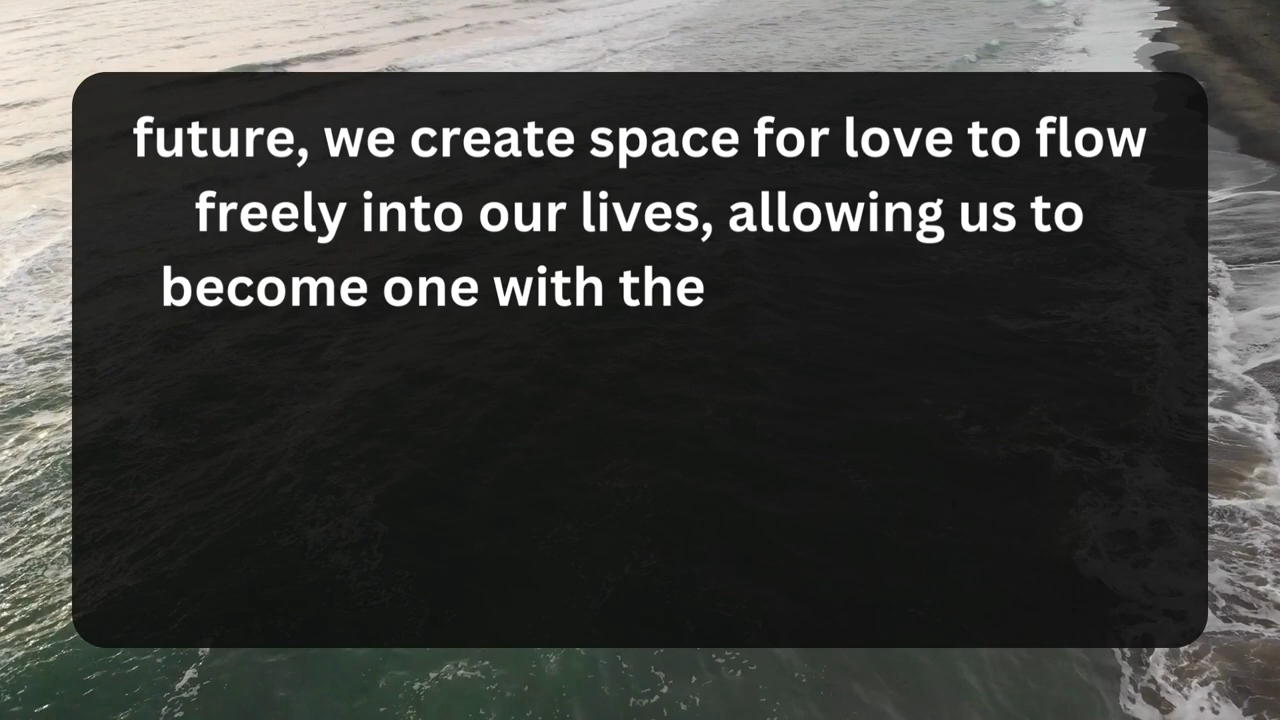 future, we create space for love to flow
freely into our lives, allowing us to
become one with the